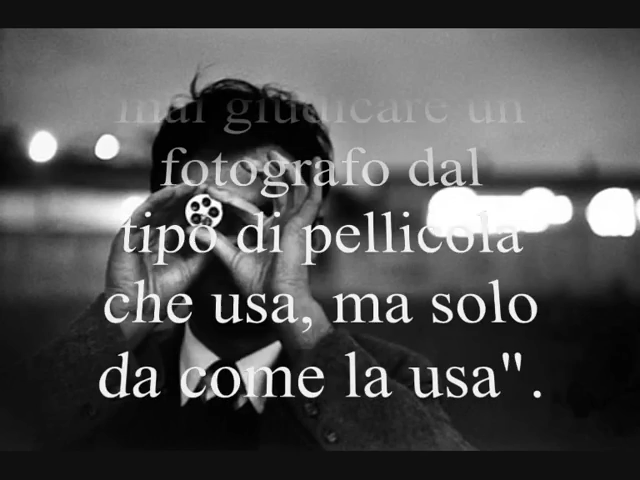 mai giudicare un
fotografo dal
tipo di pellicola
che usa, ma solo
da come la usa".